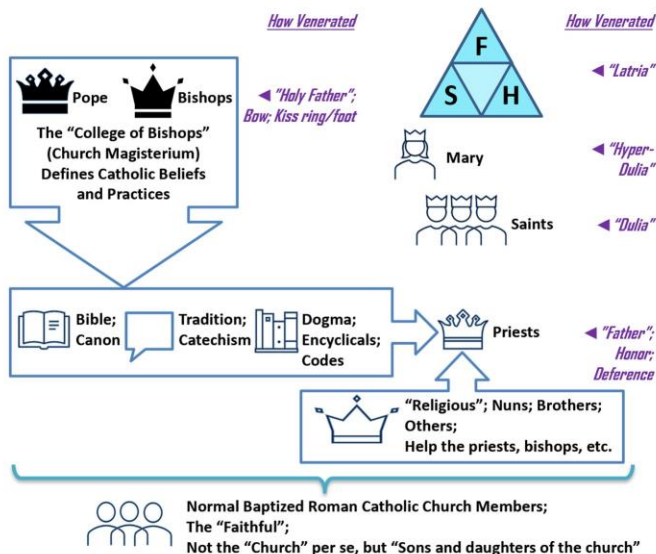 How Venerated
How Venerated
F
S
H
◄ "Latria"
Pope
Bishops
The “College of Bishops”
(Church Magisterium)
Defines Catholic Beliefs
and Practices
◄ "Holy Father";
Bow; Kiss ring/foot
Mary
◄ "Hyper-
Dulia"
Saints
◄ "Dulia"
Bible;
Canon
Tradition;
Catechism
Dogma;
Encyclicals;
Codes
Priests
◄ "Father";
Honor;
Deference
“Religious”; Nuns; Brothers;
Others;
Help the priests, bishops, etc.
Normal Baptized Roman Catholic Church Members;
The “Faithful”;
Not the “Church” per se, but “Sons and daughters of the church”